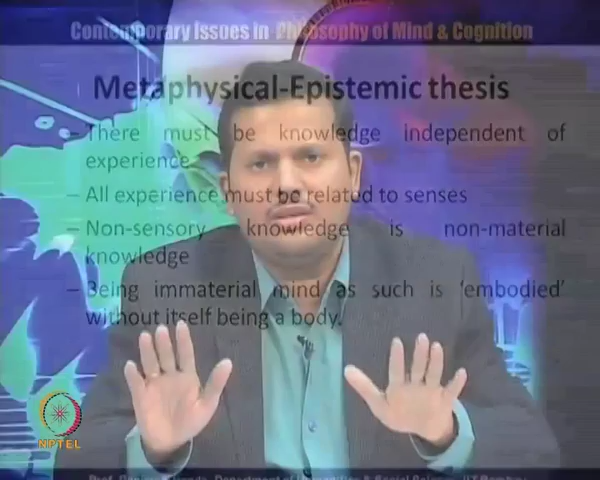 Contemporary Issues in Philosophy of Mind & Cognition
Metaphysical-Epistemic thesis
– There must be knowledge independent of
experience
– All experience must be related to senses
– Non-sensory knowledge is non-material
knowledge
– Being immaterial mind as such is ‘embodied’
without itself being a body.
NPTEL